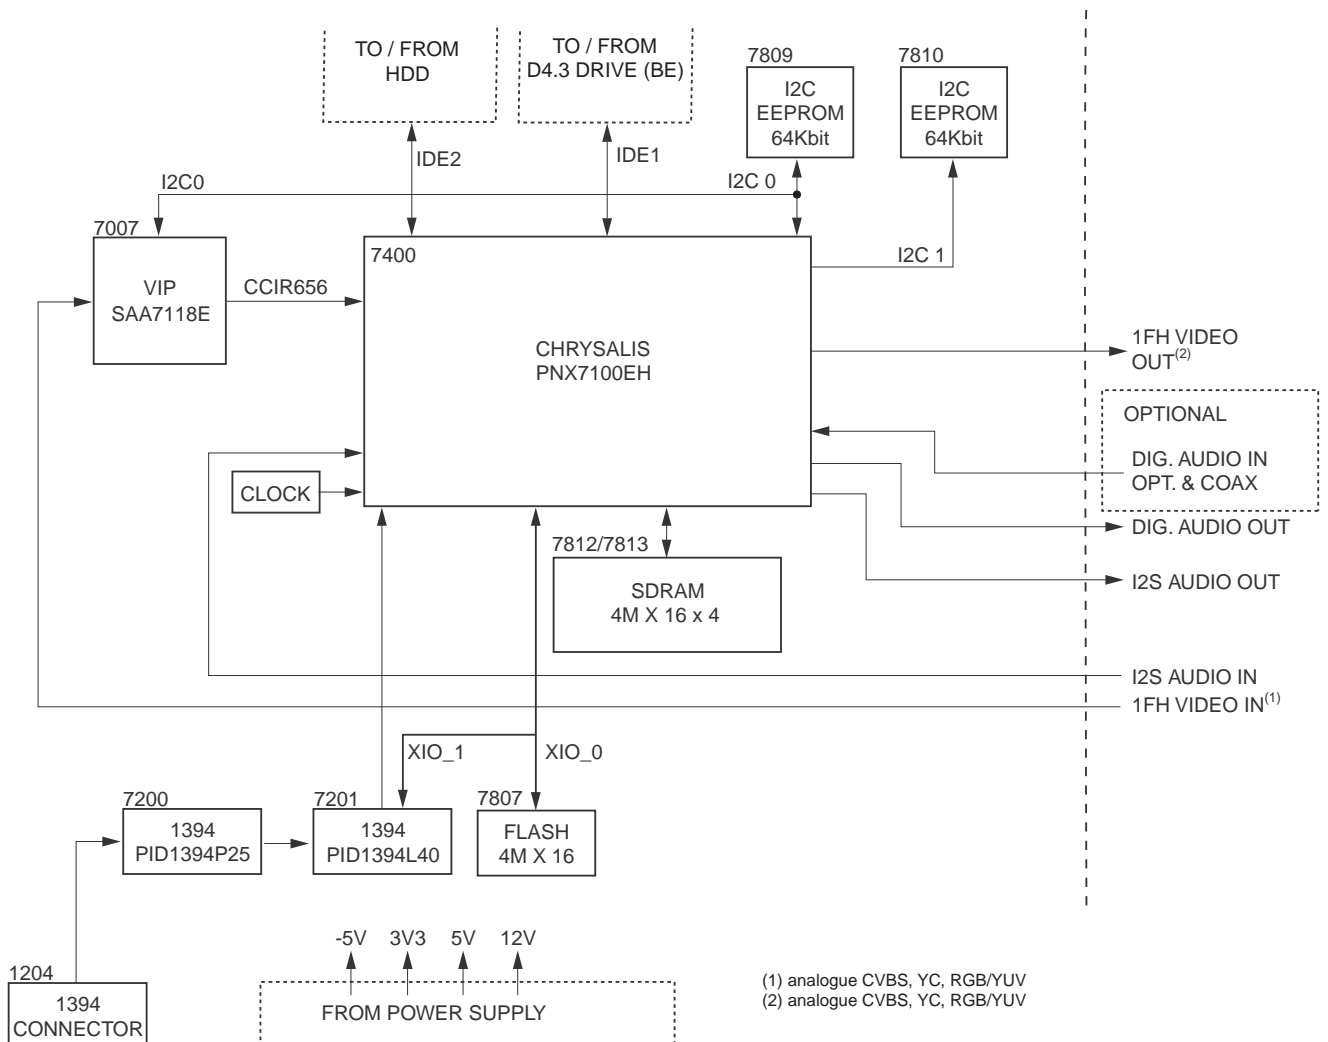 TO / FROM
HDD
TO / FROM
D4.3 DRIVE (BE)
7809
I2C
EEPROM
64Kbit
7810
I2C
EEPROM
64Kbit
IDE2
IDE1
I2C0
I2C 0
7007
VIP
SAA7118E
CCIR656
7400
CHRYSALIS
PNX7100EH
I2C 1
1FH VIDEO
OUT(2)
OPTIONAL
DIG. AUDIO IN
OPT. & COAX
CLOCK
DIG. AUDIO OUT
7812/7813
SDRAM
4M X 16 x 4
I2S AUDIO OUT
I2S AUDIO IN
1FH VIDEO IN(1)
XIO_1
XIO_0
7200
1394
PID1394P25
7201
1394
PID1394L40
7807
FLASH
4M X 16
-5V
3V3
5V
12V
FROM POWER SUPPLY
1204
1394
CONNECTOR
(1) analogue CVBS, YC, RGB/YUV
(2) analogue CVBS, YC, RGB/YUV